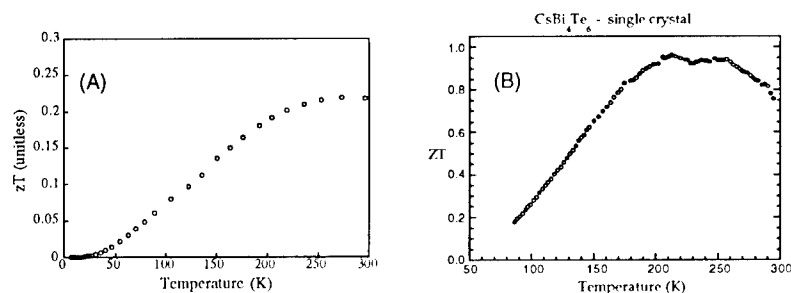 CsBi4Te6 - single crystal
(A)
0.3
0.25
0.2
0.15
0.1
0.05
0
zT (unitless)
0 50 100 150 200 250 300
Temperature (K)
(B)
1.0
0.8
0.6
0.4
0.2
0.0
ZT
50 100 150 200 250 300
Temperature (K)